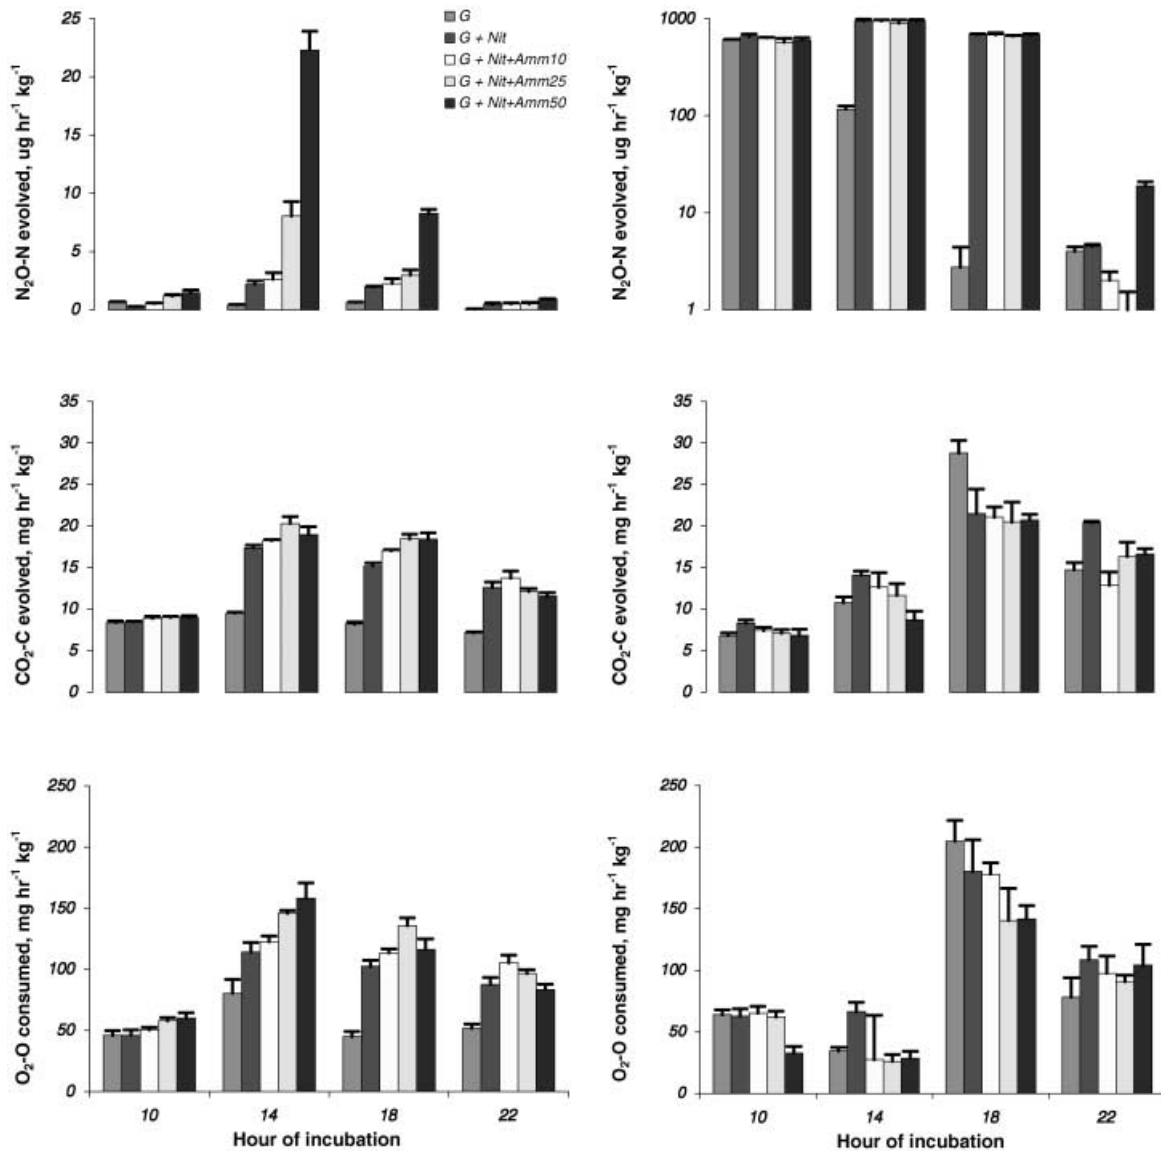 25
20
15
10
5
0
N₂O-N evolved, ug hr⁻¹ kg⁻¹
G
G + Nit
G + Nit+Amm10
G + Nit+Amm25
G + Nit+Amm50
1000
100
10
1
N₂O-N evolved, ug hr⁻¹ kg⁻¹
35
30
25
20
15
10
5
0
CO₂-C evolved, mg hr⁻¹ kg⁻¹
35
30
25
20
15
10
5
0
CO₂-C evolved, mg hr⁻¹ kg⁻¹
250
200
150
100
50
0
O₂-O consumed, mg hr⁻¹ kg⁻¹
10 14 18 22
Hour of incubation
250
200
150
100
50
0
O₂-O consumed, mg hr⁻¹ kg⁻¹
10 14 18 22
Hour of incubation